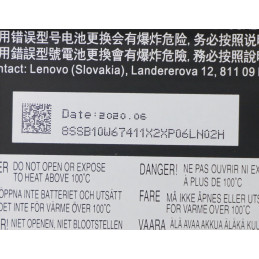 用错误型号电池更换会有爆炸危险, 务必按照说
用錯誤型號電池更換會有爆炸危險, 務必按照說
ntact: Lenovo (Slovakia), Landererova 12, 811 09
Date:2020.06
8SSB10W67411X2XP06LN02H
ER DO NOT OPEN OR EXPOSE
TO HEAT ABOVE 100°C
ÖPPNA INTE BATTERIET OCH UTSÄTT
DET INTE FÖR VÄRME ÖVER 100°C
NIET OPENEN, NIET BLOOTSTELLEN
DANGER! NE PAS OUVRIR NI EX
À PLUS DE 100°C
FARE MÅ IKKE ÅPNES ELLER UTS
FOR VARME OVER 100°C
VAARA ÄLÄ AVAA ÄLÄKÄ ALTIS